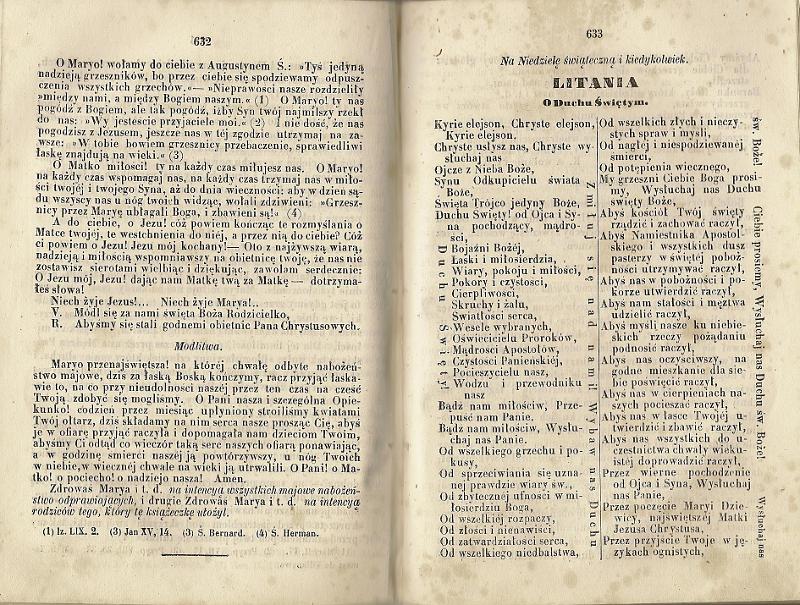 632
O Maryo! wołamy do ciebie z Augustynem Ś.: »Tyś jedyną
nadzieją grzeszników, bo przez ciebie się spodziewamy odpusz-
czenia wszystkich grzechów.«— »Nieprawości nasze rozdzieliły
»między nami, a między Bogiem naszym.« (1) O Maryo! ty nas
pogódź z Bogiem, ale tak pogódź, iżby Syn twój najmilszy rzekł
do nas: »Wy jesteście przyjaciele moi.« (2) I nie dość, że nas
pogodzisz z Jezusem, jeszcze nas w tej zgodzie utrzymaj na za-
wsze: »W tobie bowiem grzesznicy przebaczenie, sprawiedliwi
łaskę znajdują na wieki.« (3)
O Matko miłości! ty na każdy czas miłujesz nas. O Maryo!
na każdy czas wspomagaj nas, na każdy czas trzymaj nas w miło-
ści twojéj i twojego Syna, aż do dnia wieczności: aby w dzień są-
du wszyscy nas u nóg twoich widząc, wołali zdziwieni: »Grzesz-
nicy przez Maryę ubłagali Boga, i zbawieni są!« (4)
A do ciebie, o Jezu! cóż powiem kończąc te rozmyślania o
Matce twojej, te westchnienia do niej, a przez nią do ciebie? Cóż
ci powiem o Jezu! Jezu mój kochany!— Oto z najżywszą wiarą,
nadzieją i miłością wspomniawszy na obietnicę twoję, że nas nie
zostawisz sierotami wielbiąc i dziękując, zawołam serdecznie:
O Jezu mój, Jezu! dając nam Matkę twą za Matkę — dotrzyma-
łeś słowa!
Niech żyje Jezus!... Niech żyje Marya!..
V. Módl się za nami święta Boża Rodzicielko,
R. Abyśmy się stali godnemi obietnic Pana Chrystusowych.
Modlitwa.
Maryo przenajświętsza! na której chwałę odbyte nabożeń-
stwo majowe, dziś za łaską Boską kończymy, racz przyjąć łaska-
wie to, na co przy nieudolności naszéj przez ten czas na cześć
Twoją zdobyć się mogliśmy. O Pani nasza i szczególna Opie-
kunko! codzień przez miesiąc upłyniony stroiliśmy kwiatami
Twój ołtarz, dziś składamy na nim serca nasze prosząc Cię, abyś
je w ofiarę przyjąć raczyła i dopomagała nam dzieciom Twoim,
abyśmy Ci odtąd co wieczór taką serc naszych ofiarą ponawiając,
a w godzinę śmierci naszéj ją powtórzywszy, u nóg Twoich
w niebie, w wiecznej chwale na wieki ją utrwalili. O Pani! o Ma-
tko! o pociecho! o nadziejo nasza! Amen.
Zdrowaś Marya i t. d. na intencyą wszystkich majowe nabożeń-
stwo odprawiających, i drugie Zdrowaś Marya i t. d. na intencyą
rodziców tego, który tę książeczkę ułożył.
(1) Iz. LIX. 2. (3) Jan XV, 14. (3) Ś. Bernard. (4) Ś. Herman.
633
Na Niedzielę świąteczną i kiedykolwiek.
LITANIA
O Duchu Świętym.
Kyrie elejson, Chryste elejson,
Kyrie elejson.
Chryste usłysz nas, Chryste wy-
słuchaj nas
Ojcze z Nieba Boże,
Synu Odkupicielu świata
Boże,
Święta Trójco jedyny Boże,
Duchu Święty! od Ojca i Sy-
na pochodzący, mądro-
ści,
Bojaźni Bożéj,
Łaski i miłosierdzia,
Wiary, pokoju i miłości,
Pokory i czystości,
Cierpliwości,
Skruchy i żalu,
Światłości serca,
Wesele wybranych,
Oświecicielu Proroków,
Mądrości Apostołów,
Czystości Panieńskiéj,
Pocieszycielu nasz,
Wodzu i przewodniku
nasz
Duchu Święty
Zmiłuj się nad nami!
Bądź nam miłościw, Prze-
puść nam Panie.
Bądź nam miłościw, Wysłu-
chaj nas Panie.
Od wszelkiego grzechu i po-
kusy,
Od sprzeciwiania się uzna-
nej prawdzie wiary św.,
Od zbytecznej ufności w mi-
łosierdziu Boga,
Od wszelkiej rozpaczy,
Od złości i nienawiści,
Od zatwardziałości serca,
Od wszelkiego niedbalstwa,
Wybaw nas Duchu
Od wszelkich złych i nieczy-
stych spraw i myśli,
Od nagłej i niespodziewanéj
śmierci,
Od potępienia wiecznego,
św. Boże!
My grzeszni Ciebie Boga prosi-
my, Wysłuchaj nas Duchu
święty Boże,
Abyś kościół Twój święty
rządzić i zachować raczył,
Abyś Namiestnika Apostol-
skiego i wszystkich dusz
pasterzy w świętéj pobożl-
ności utrzymywać raczył,
Abyś nas w pobożności i po-
korze utwierdzić raczył,
Abyś nam stałości i męztwa
udzielić raczył,
Abyś myśli nasze ku niebie-
skich rzeczy pożądaniu
podnosić raczył,
Abyś nas oczyściwszy, na
godne mieszkanie dla sie-
bie poświęcić raczył,
Abyś nas w cierpieniach na-
szych pocieszać raczył,
Abyś nas w łasce Twojéj u-
twierdzić i zbawić raczył,
Abyś nas wszystkich do u-
czestnictwa chwały wieku-
istéj doprowadzić raczył,
Ciebie prosiemy, Wysłuchaj nas Duchu św. Boże!
Przez wierne pochodzenie
od Ojca i Syna, Wysłuchaj
nas Panie,
Przez poczęcie Maryi Dzie-
wicy, najświętszéj Matki
Jezusa Chrystusa,
Przez przyjście Twoje w ję-
zykach ognistych,
Wysłuchaj nas